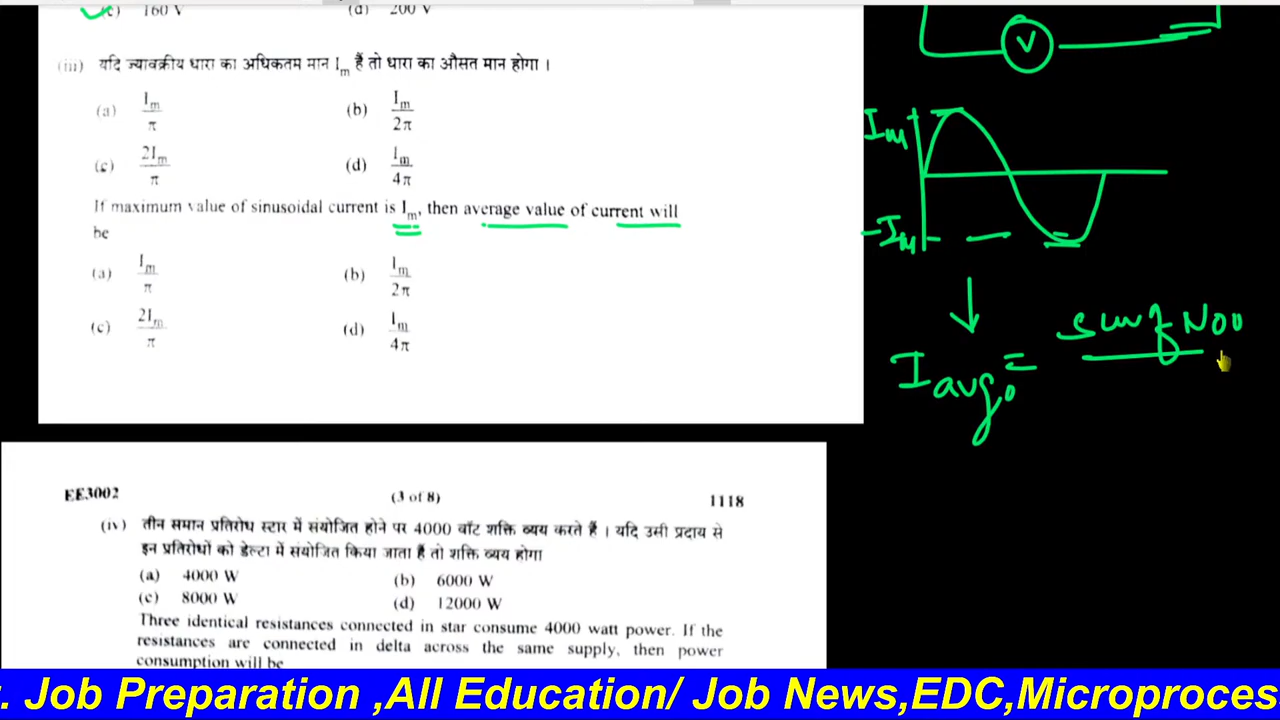 (c) 160 V (d) 200 V
(iii) यदि ज्यावक्रीय धारा का अधिकतम मान Im हैं तो धारा का औसत मान होगा ।
(a) Im/π (b) Im/2π
(c) 2Im/π (d) Im/4π
If maximum value of sinusoidal current is Im, then average value of current will
be
(a) Im/π (b) Im/2π
(c) 2Im/π (d) Im/4π
V
Im
-Im
Iavg. =
EE3002 (3 of 8) 1118
(iv) तीन समान प्रतिरोध स्टार में संयोजित होने पर 4000 वॉट शक्ति व्यय करते हैं । यदि उसी प्रदाय से
इन प्रतिरोधों को डेल्टा में संयोजित किया जाता हैं तो शक्ति व्यय होगा
(a) 4000 W (b) 6000 W
(c) 8000 W (d) 12000 W
Three identical resistances connected in star consume 4000 watt power. If the
resistances are connected in delta across the same supply, then power
consumption will be
. Job Preparation ,All Education/ Job News,EDC,Microproces